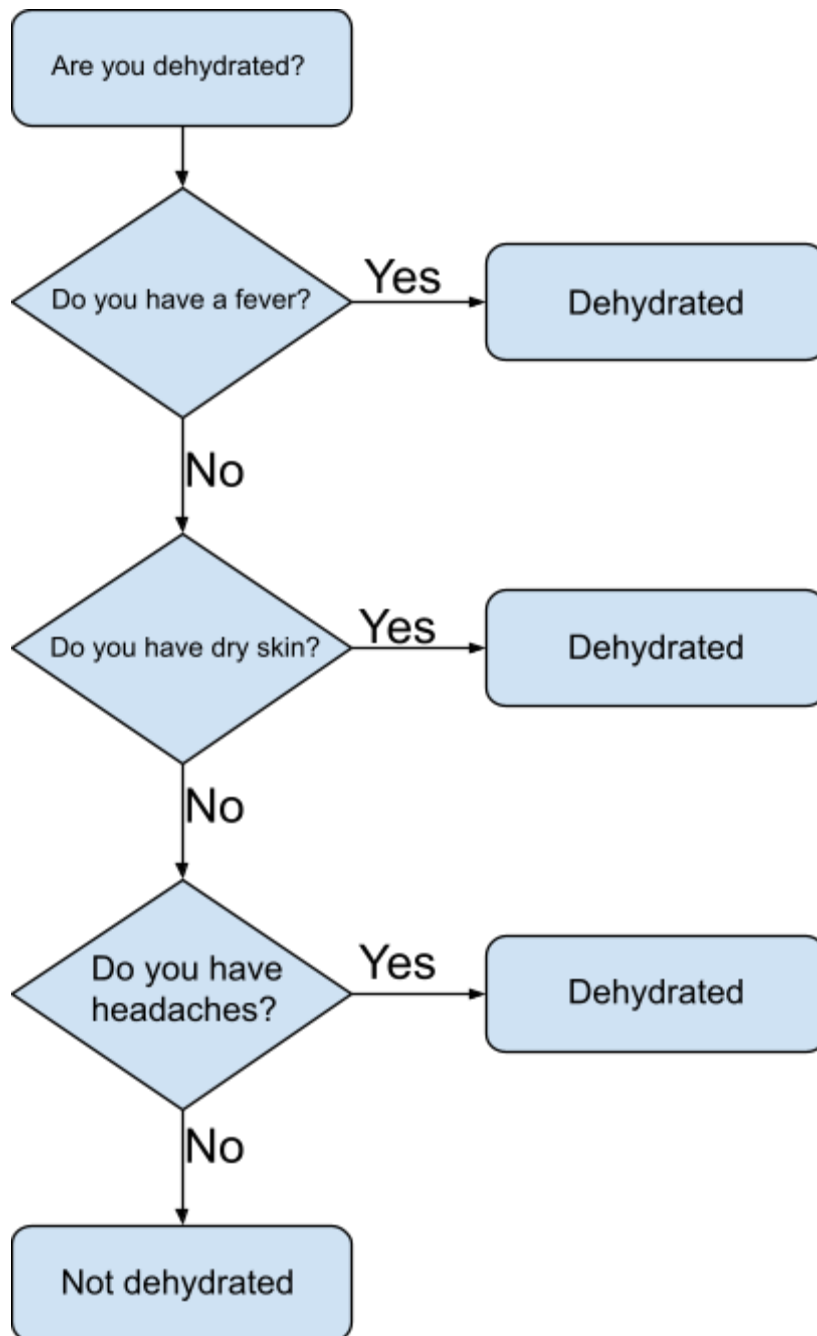 Are you dehydrated?
Do you have a fever?
Yes
Dehydrated
No
Do you have dry skin?
Yes
Dehydrated
No
Do you have
headaches?
Yes
Dehydrated
No
Not dehydrated